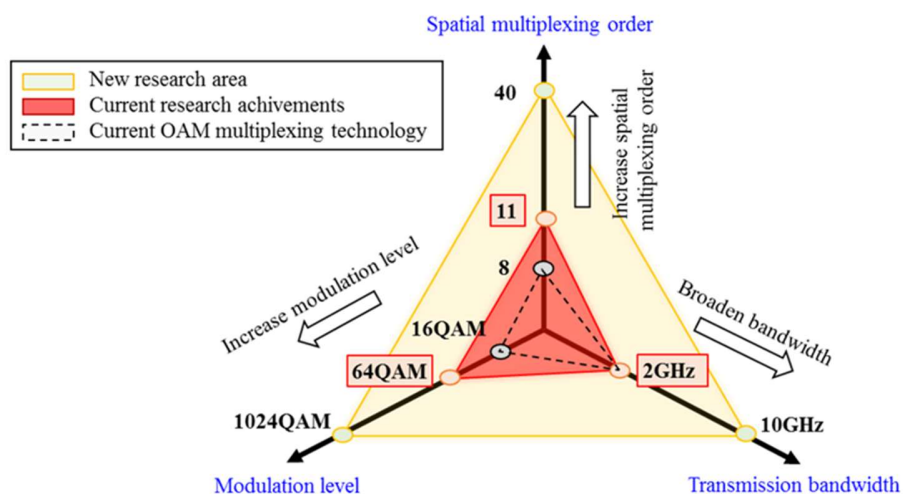 Spatial multiplexing order
New research area
Current research achivements
Current OAM multiplexing technology
40
Increase spatial
multiplexing order
11
8
Increase modulation level
Broaden bandwidth
16QAM
64QAM
2GHz
1024QAM
10GHz
Modulation level
Transmission bandwidth